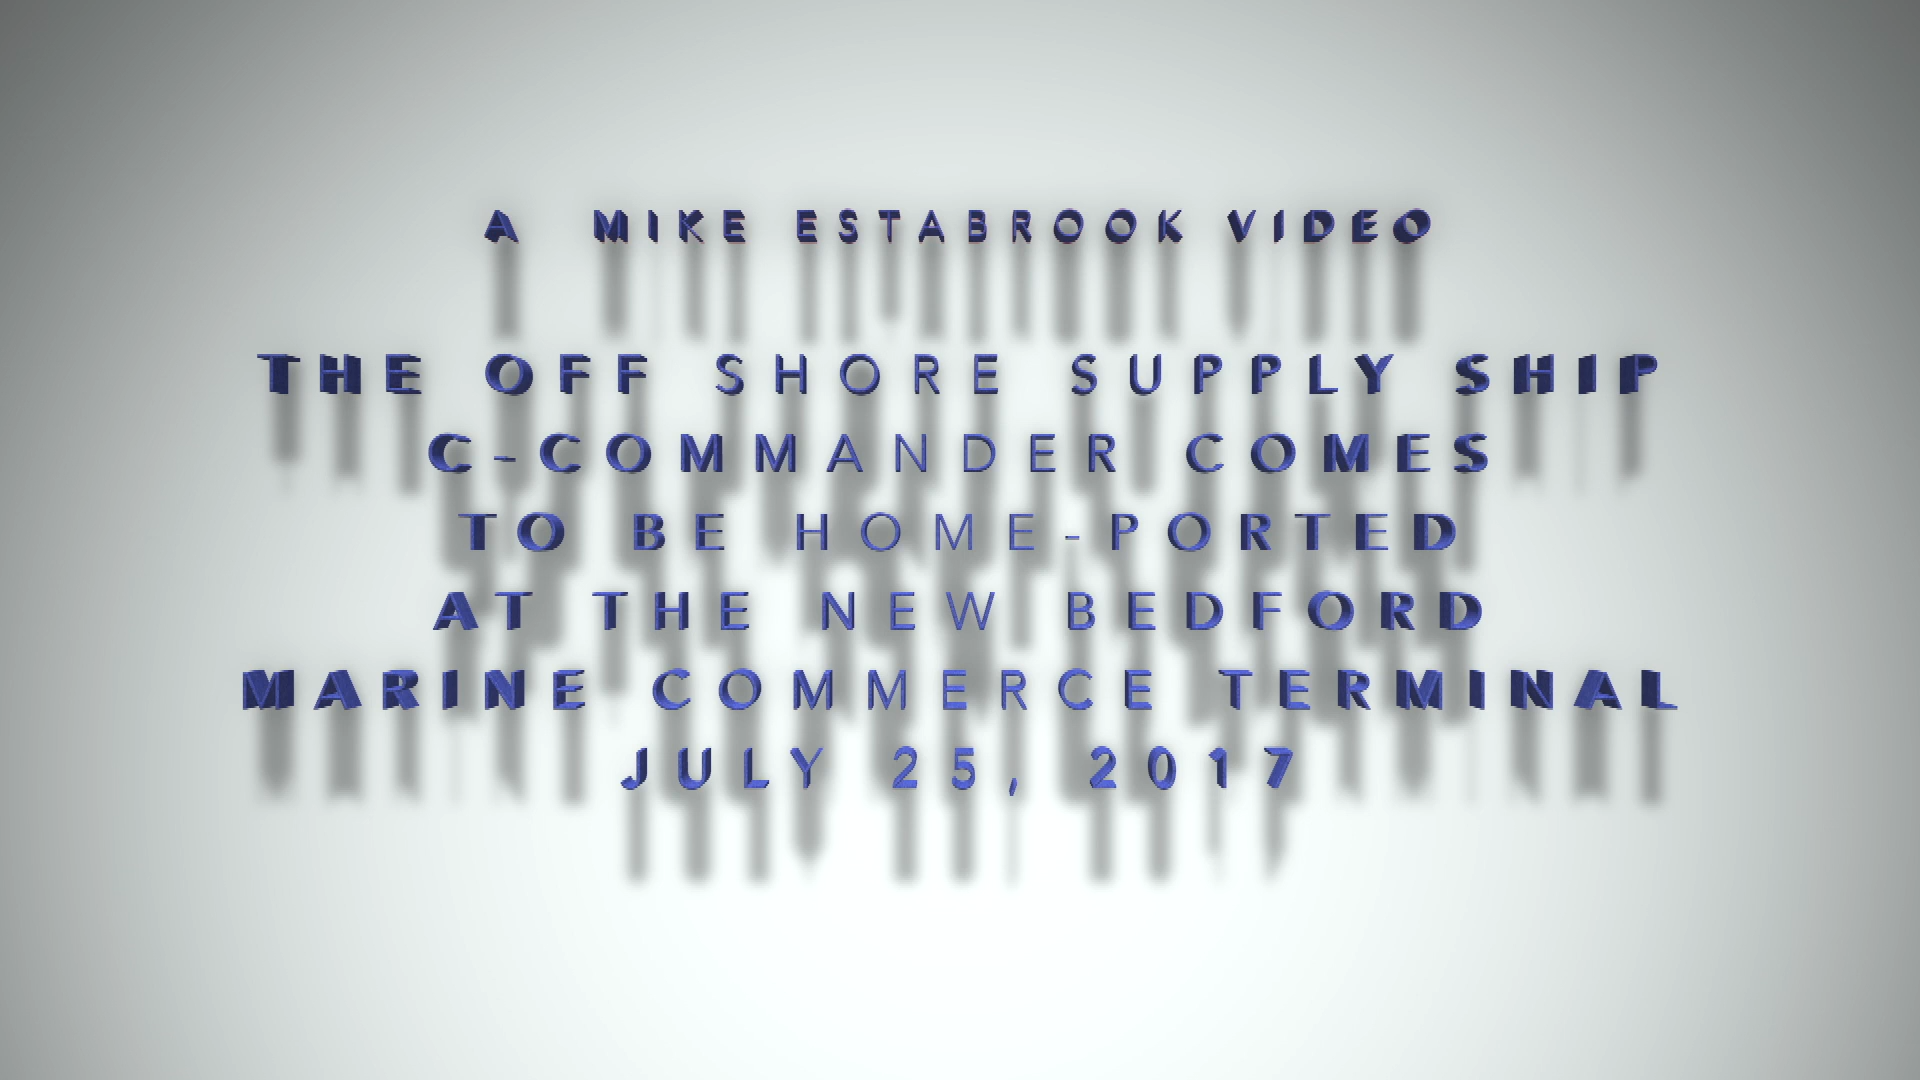 A MIKE ESTABROOK VIDEO
THE OFF SHORE SUPPLY SHIP
C-COMMANDER COMES
TO BE HOME-PORTED
AT THE NEW BEDFORD
MARINE COMMERCE TERMINAL
JULY 25, 2017